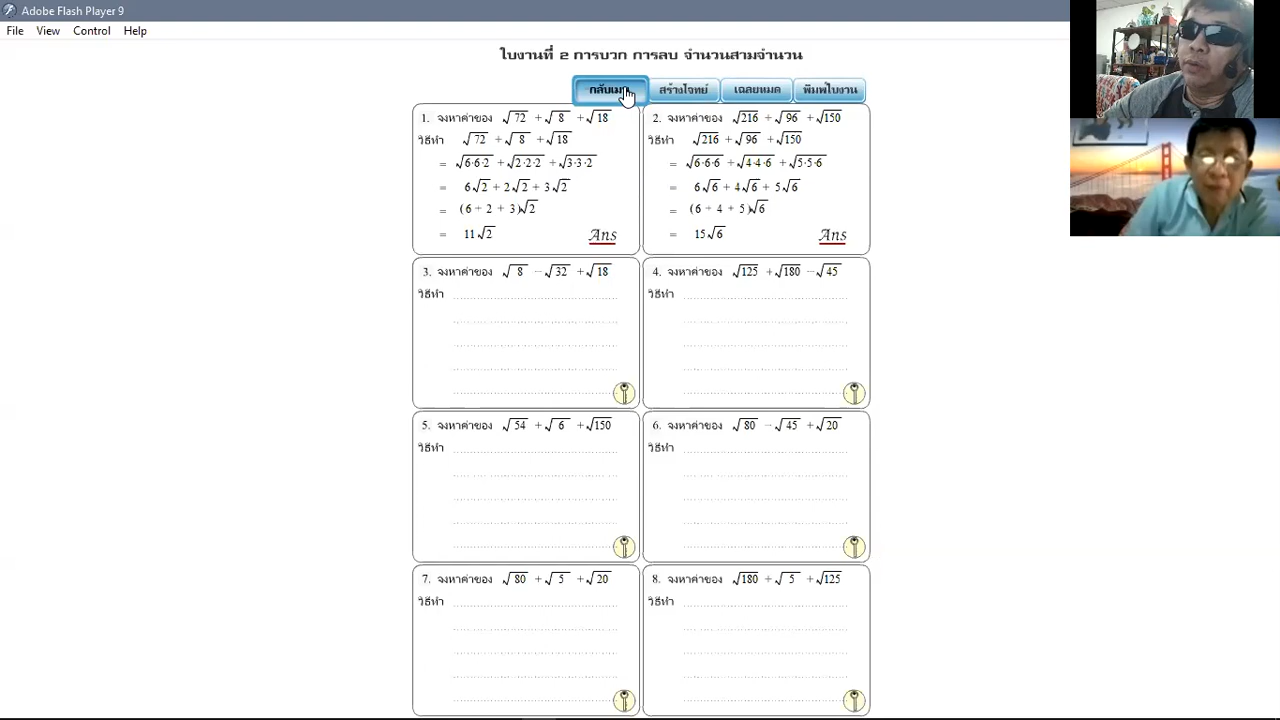 Adobe Flash Player 9
File View Control Help
ใบงานที่ 2 การบวก การลบ จำนวนสามจำนวน
กลับเมนู สร้างโจทย์ เฉลยหมด พิมพ์ใบงาน
1. จงหาค่าของ √72 + √8 + √18
วิธีทำ √72 + √8 + √18
= √6·6·2 + √2·2·2 + √3·3·2
= 6√2 + 2√2 + 3√2
= (6 + 2 + 3)√2
= 11√2 Ans
2. จงหาค่าของ √216 + √96 + √150
วิธีทำ √216 + √96 + √150
= √6·6·6 + √4·4·6 + √5·5·6
= 6√6 + 4√6 + 5√6
= (6 + 4 + 5)√6
= 15√6 Ans
3. จงหาค่าของ √8 − √32 + √18
วิธีทำ
4. จงหาค่าของ √125 + √180 − √45
วิธีทำ
5. จงหาค่าของ √54 + √6 + √150
วิธีทำ
6. จงหาค่าของ √80 − √45 + √20
วิธีทำ
7. จงหาค่าของ √80 + √5 + √20
วิธีทำ
8. จงหาค่าของ √180 + √5 + √125
วิธีทำ